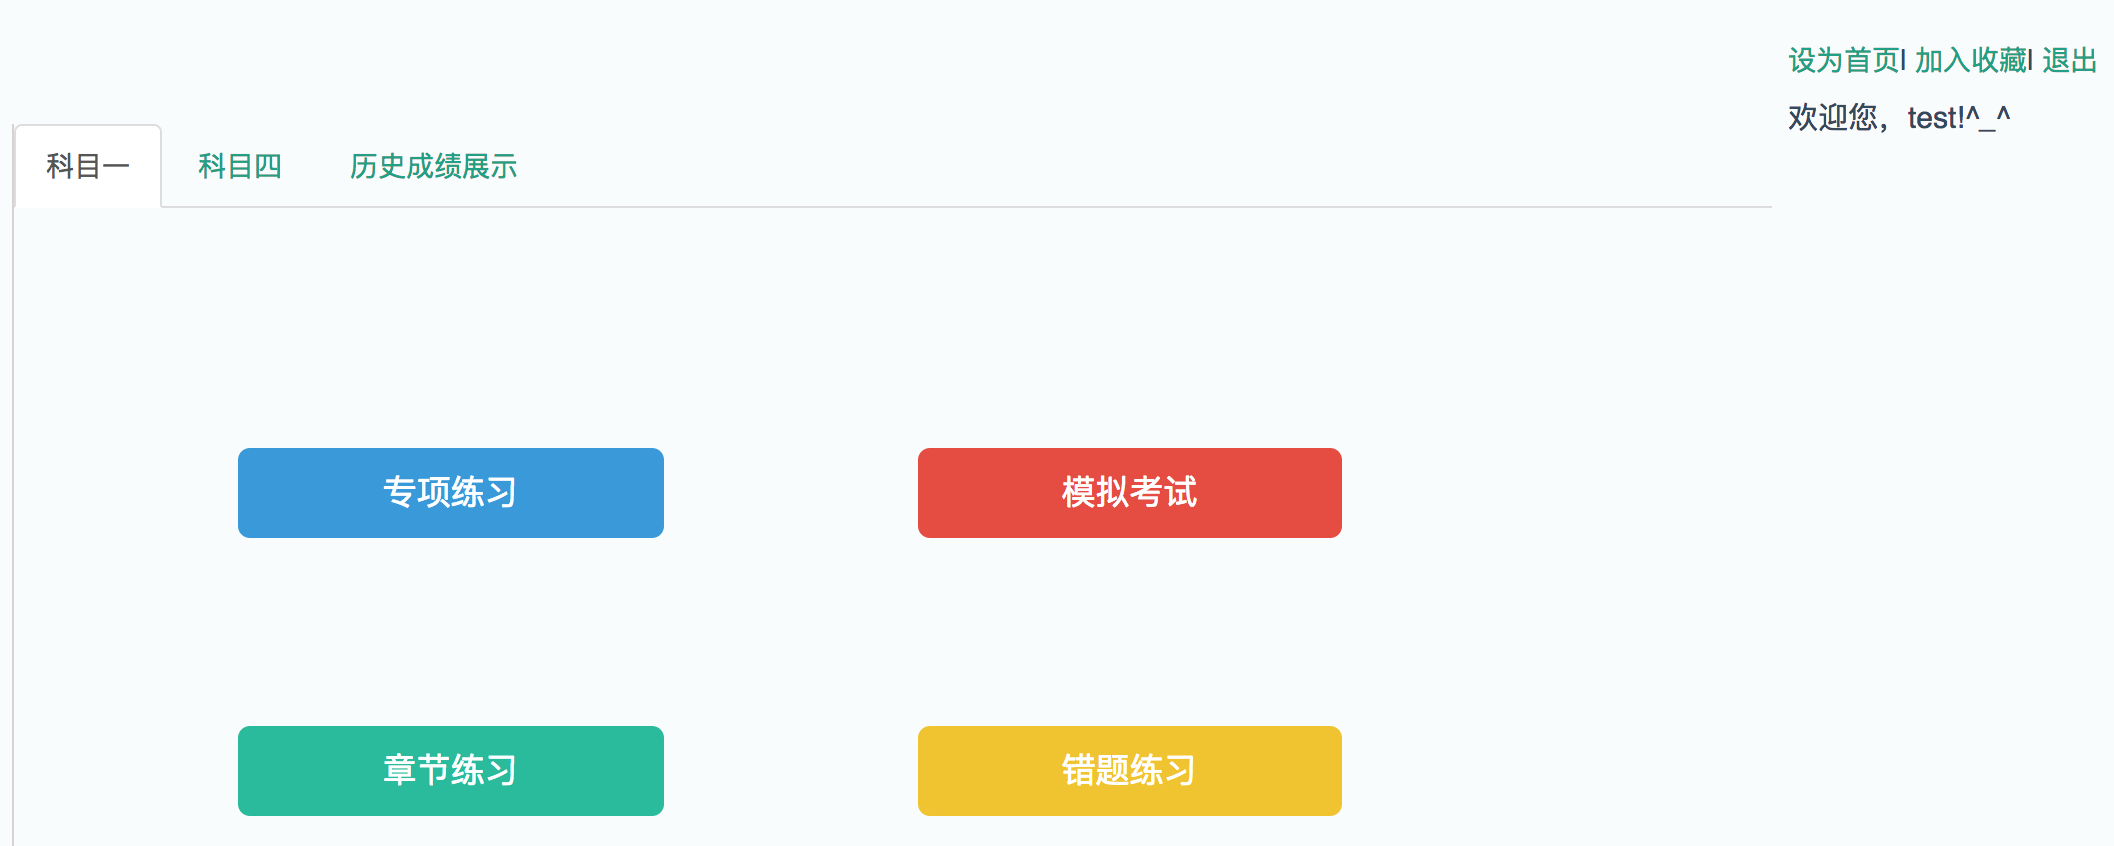 设为首页| 加入收藏| 退出
欢迎您，test!^_^
科目一 科目四 历史成绩展示
专项练习 模拟考试
章节练习 错题练习